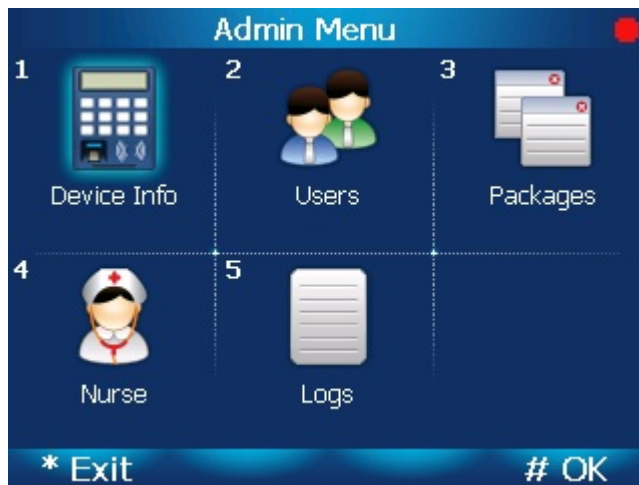 Admin Menu
1 2 3
Device Info Users Packages
4 5
Nurse Logs
* Exit # OK